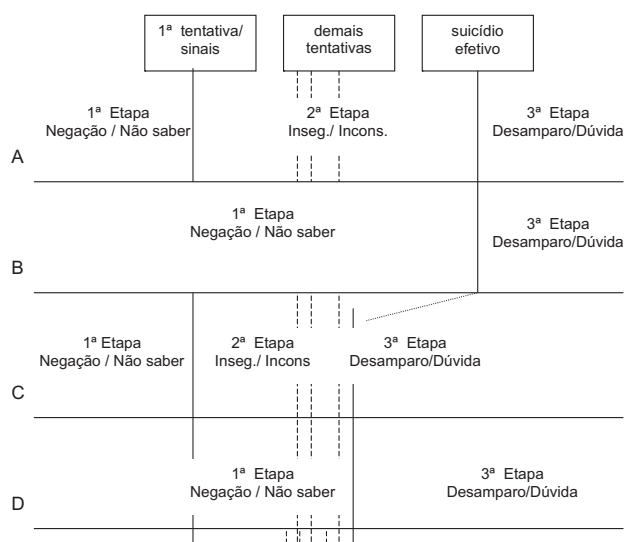 1ª tentativa/
sinais
demais
tentativas
suicídio
efetivo
1ª Etapa
Negação / Não saber
2ª Etapa
Inseg./ Incons.
3ª Etapa
Desamparo/Dúvida
A
1ª Etapa
Negação / Não saber
3ª Etapa
Desamparo/Dúvida
B
1ª Etapa
Negação / Não saber
2ª Etapa
Inseg./ Incons
3ª Etapa
Desamparo/Dúvida
C
1ª Etapa
Negação / Não saber
3ª Etapa
Desamparo/Dúvida
D